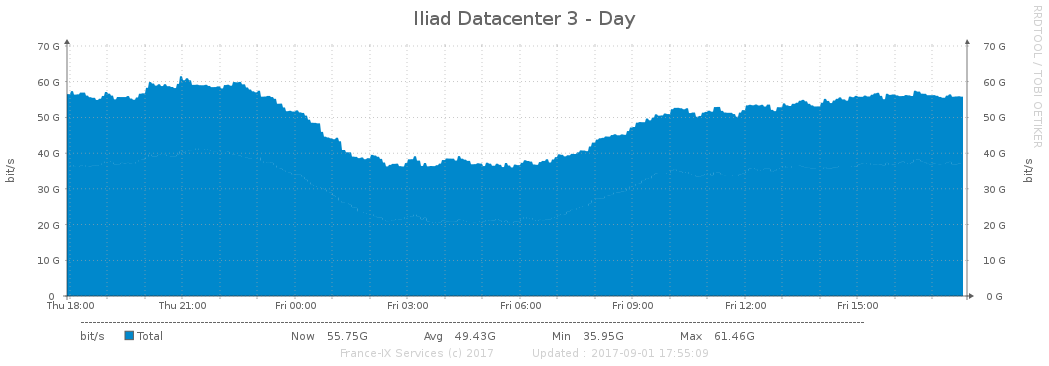 Iliad Datacenter 3 - Day
RRDTOOL / TOBI OETIKER
70 G 70 G
60 G 60 G
50 G 50 G
40 G 40 G
30 G 30 G
20 G 20 G
10 G 10 G
0 0 G
bit/s bit/s
Thu 18:00 Thu 21:00 Fri 00:00 Fri 03:00 Fri 06:00 Fri 09:00 Fri 12:00 Fri 15:00
bit/s Total Now 55.75G Avg 49.43G Min 35.95G Max 61.46G
France-IX Services (c) 2017 Updated : 2017-09-01 17:55:09